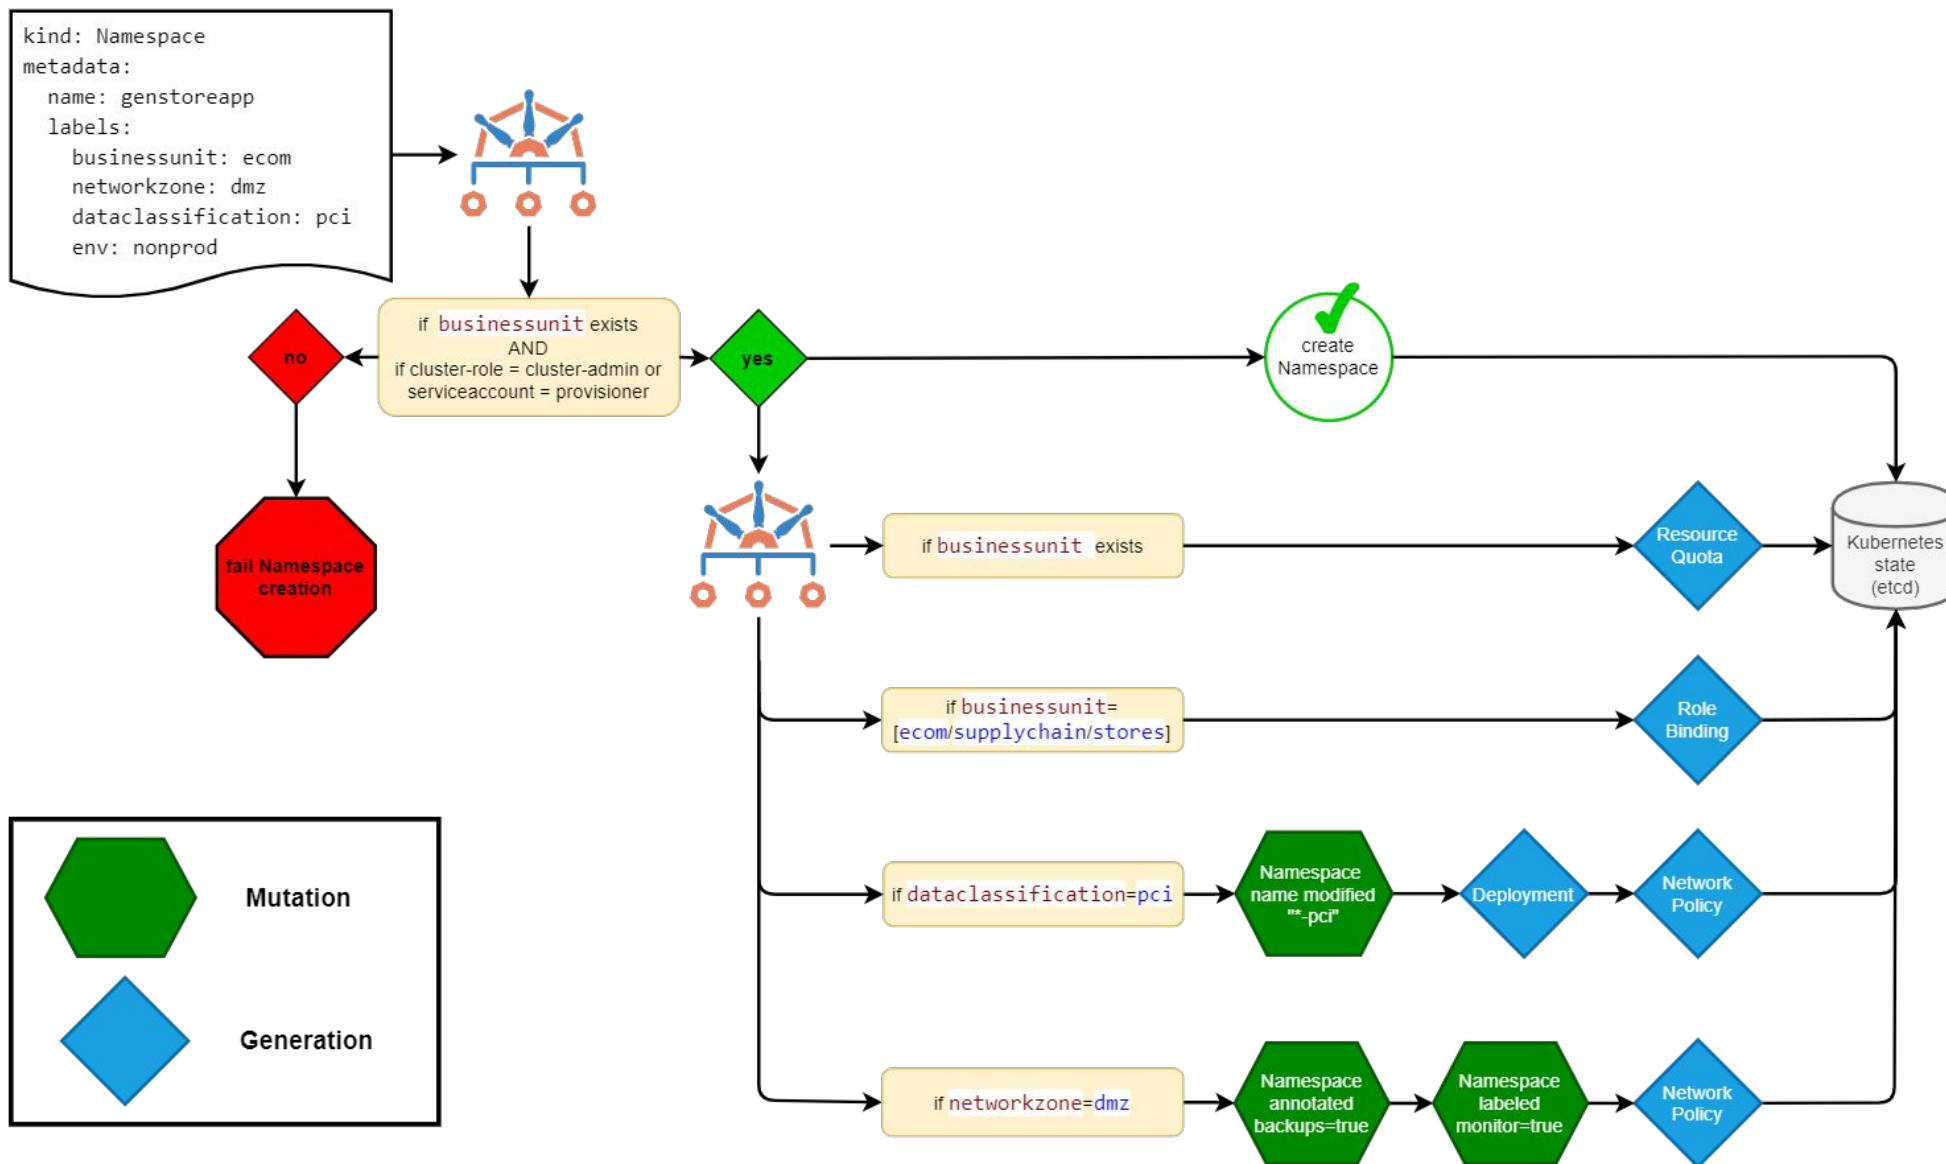 kind: Namespace
metadata:
  name: genstoreapp
  labels:
    businessunit: ecom
    networkzone: dmz
    dataclassification: pci
    env: nonprod
no
if businessunit exists
AND
if cluster-role = cluster-admin or
serviceaccount = provisioner
yes
create
Namespace
fail Namespace
creation
if businessunit exists
Resource
Quota
Kubernetes
state
(etcd)
if businessunit=
[ecom/supplychain/stores]
Role
Binding
if dataclassification=pci
Namespace
name modified
"*-pci"
Deployment
Network
Policy
if networkzone=dmz
Namespace
annotated
backups=true
Namespace
labeled
monitor=true
Network
Policy
Mutation
Generation